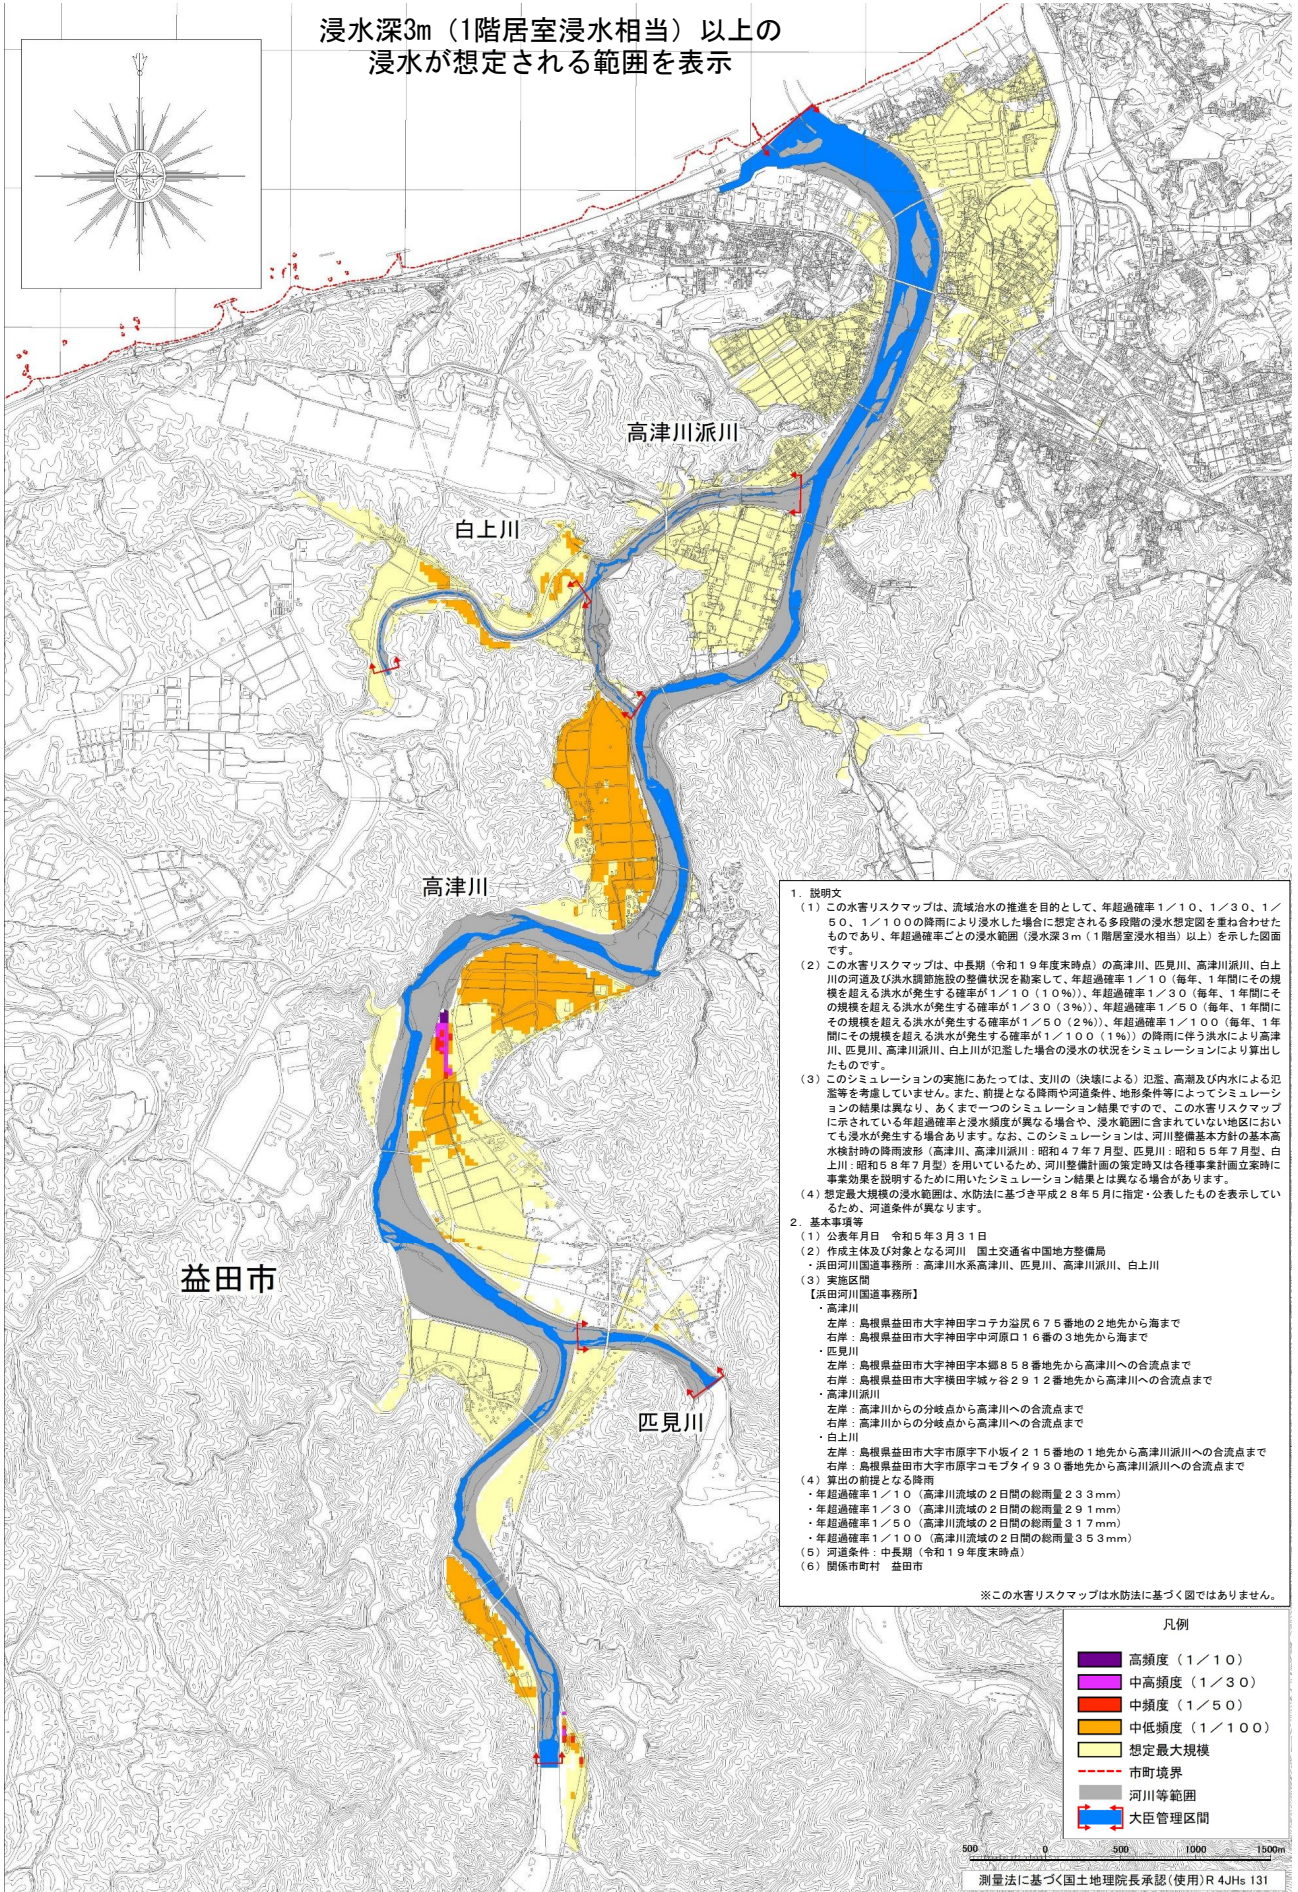 浸水深3m（1階居室浸水相当）以上の
浸水が想定される範囲を表示
高津川派川
白上川
高津川
益田市
匹見川
1．説明文
（1）この水害リスクマップは、流域治水の推進を目的として、年超過確率１／１０、１／３０、１／
５０、１／１００の降雨により浸水した場合に想定される多段階の浸水想定図を重ね合わせた
ものであり、年超過確率ごとの浸水範囲（浸水深３ｍ（１階居室浸水相当）以上）を示した図面
です。
（2）この水害リスクマップは、中長期（令和１９年度末時点）の高津川、匹見川、高津川派川、白上
川の河道及び洪水調節施設の整備状況を勘案して、年超過確率１／１０（毎年、１年間にその規
模を超える洪水が発生する確率が１／１０（１０％））、年超過確率１／３０（毎年、１年間にそ
の規模を超える洪水が発生する確率が１／３０（３％））、年超過確率１／５０（毎年、１年間に
その規模を超える洪水が発生する確率が１／５０（２％））、年超過確率１／１００（毎年、１年
間にその規模を超える洪水が発生する確率が１／１００（１％））の降雨に伴う洪水により高津
川、匹見川、高津川派川、白上川が氾濫した場合の浸水の状況をシミュレーションにより算出し
たものです。
（3）このシミュレーションの実施にあたっては、支川の（決壊による）氾濫、高潮及び内水による氾
濫等を考慮していません。また、前提となる降雨や河道条件、地形条件等によってシミュレーシ
ョンの結果は異なり、あくまで一つのシミュレーション結果ですので、この水害リスクマップ
に示されている年超過確率と浸水頻度が異なる場合や、浸水範囲に含まれていない地区におい
ても浸水が発生する場合あります。なお、このシミュレーションは、河川整備基本方針の基本高
水検討時の降雨波形（高津川、高津川派川：昭和４７年７月型、匹見川：昭和５５年７月型、白
上川：昭和５８年７月型）を用いているため、河川整備計画の策定時又は各種事業計画立案時に
事業効果を説明するために用いたシミュレーション結果とは異なる場合があります。
（4）想定最大規模の浸水範囲は、水防法に基づき平成２８年５月に指定・公表したものを表示してい
るため、河道条件が異なります。
2．基本事項等
（1）公表年月日　令和５年３月３１日
（2）作成主体及び対象となる河川　国土交通省中国地方整備局
・浜田河川国道事務所：高津川水系高津川、匹見川、高津川派川、白上川
（3）実施区間
【浜田河川国道事務所】
・高津川
左岸：島根県益田市大字神田字コテカ溢尻６７５番地の２地先から海まで
右岸：島根県益田市大字神田字中河原口１６番の３地先から海まで
・匹見川
左岸：島根県益田市大字神田字本郷８５８番地先から高津川への合流点まで
右岸：島根県益田市大字横田字城ヶ谷２９１２番地先から高津川への合流点まで
・高津川派川
左岸：高津川からの分岐点から高津川への合流点まで
右岸：高津川からの分岐点から高津川への合流点まで
・白上川
左岸：島根県益田市大字市原字下小坂イ２１５番地の１地先から高津川派川への合流点まで
右岸：島根県益田市大字市原字コモブタイ９３０番地先から高津川派川への合流点まで
（4）算出の前提となる降雨
・年超過確率１／１０（高津川流域の２日間の総雨量２３３ｍｍ）
・年超過確率１／３０（高津川流域の２日間の総雨量２９１ｍｍ）
・年超過確率１／５０（高津川流域の２日間の総雨量３１７ｍｍ）
・年超過確率１／１００（高津川流域の２日間の総雨量３５３ｍｍ）
（5）河道条件：中長期（令和１９年度末時点）
（6）関係市町村　益田市
※この水害リスクマップは水防法に基づく図ではありません。
凡例
高頻度（１／１０）
中高頻度（１／３０）
中頻度（１／５０）
中低頻度（１／１００）
想定最大規模
市町境界
河川等範囲
大臣管理区間
500 0 500 1000 1500m
測量法に基づく国土地理院長承認(使用)R 4JHs 131